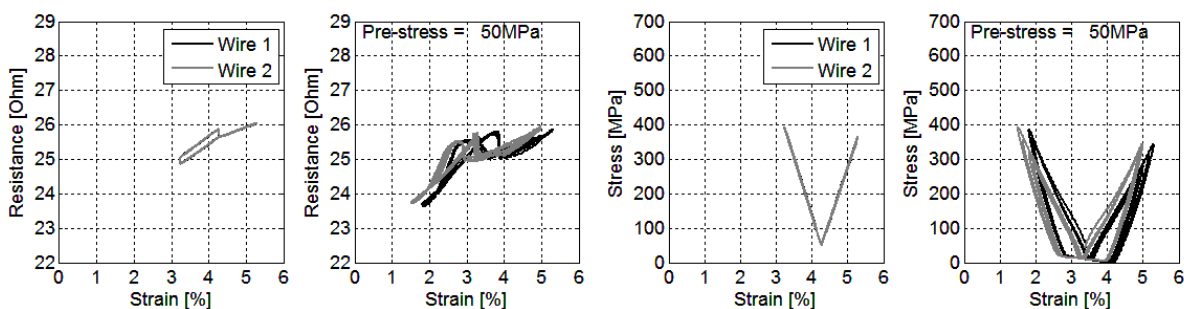 29
28
27
26
25
24
23
22
0 1 2 3 4 5 6
Resistance [Ohm]
Strain [%]
Wire 1
Wire 2
29
28
27
26
25
24
23
22
0 1 2 3 4 5 6
Resistance [Ohm]
Strain [%]
Pre-stress = 50MPa
700
600
500
400
300
200
100
0
0 1 2 3 4 5 6
Stress [MPa]
Strain [%]
Wire 1
Wire 2
700
600
500
400
300
200
100
0
0 1 2 3 4 5 6
Stress [MPa]
Strain [%]
Pre-stress = 50MPa